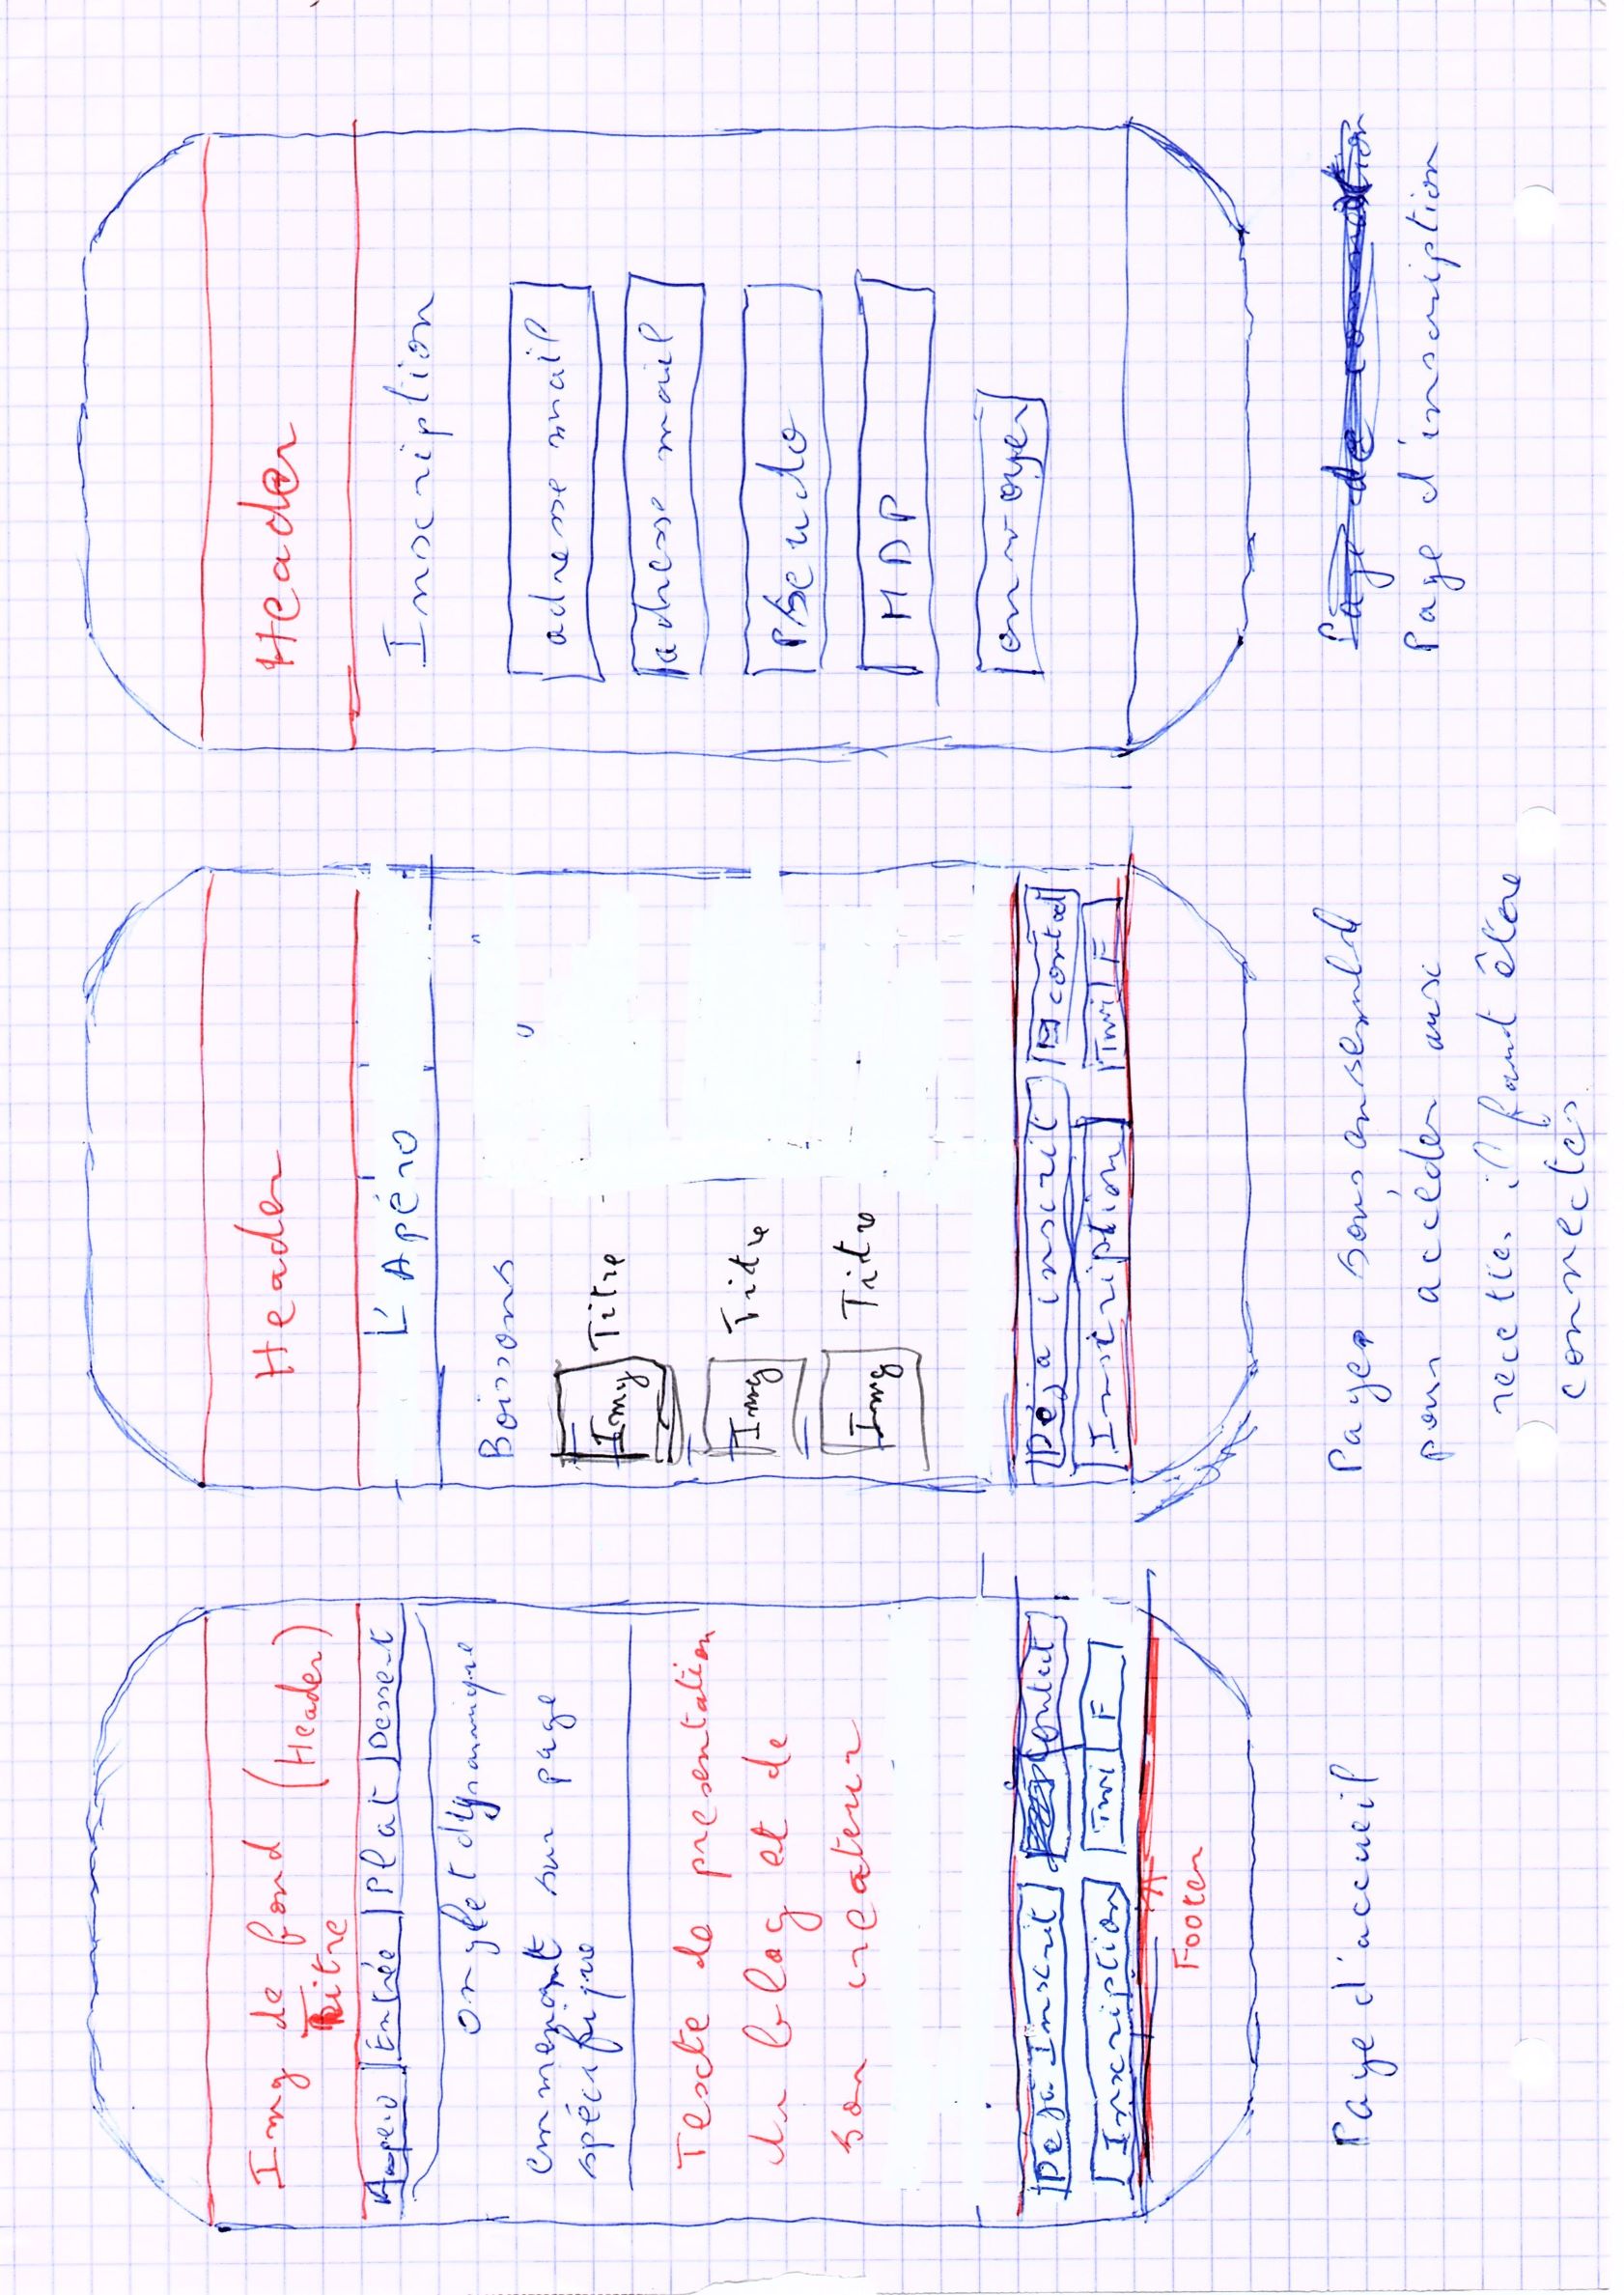 Img de fond (Header)
Titre
Apero Entrée Plat Dessert
onglet dynamique
emmenant sur page
spécifique
Texte de presentation
du blog et de
son createur
Déjà Inscrit Contact
Inscription Twi F
Footer
Page d'accueil
Header
L'Apéro
Boissons
Img Titre
Img Titre
Img Titre
Déja inscrit contact
Inscription Twi F
Pages sous ensemble
pour accéder aux
recettes il faut être
connectés
Header
Inscription
adresse mail
adresse mail
Pseudo
MDP
envoyer
Page de connection
Page d'inscription